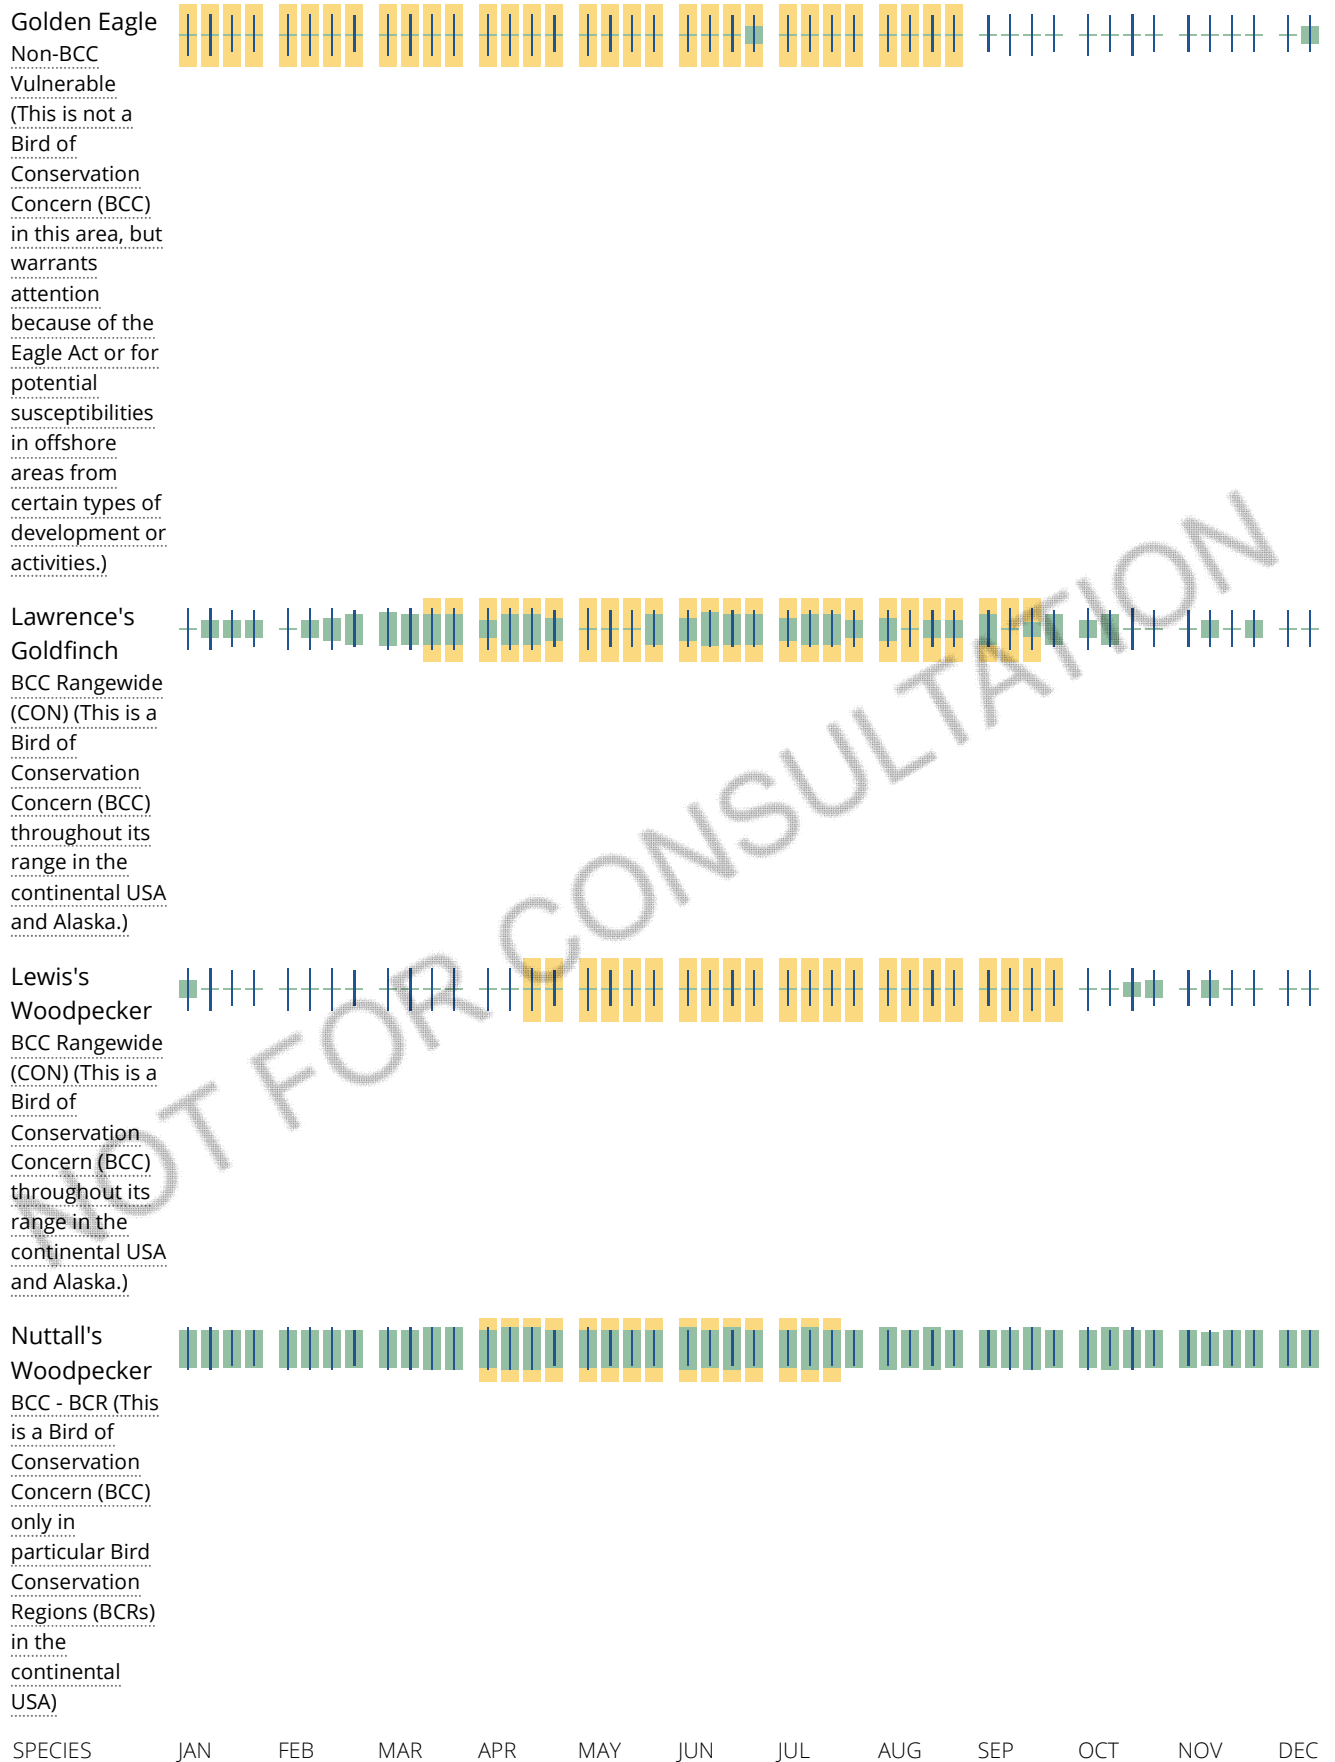 Golden Eagle
Non-BCC
Vulnerable
(This is not a
Bird of
Conservation
Concern (BCC)
in this area, but
warrants
attention
because of the
Eagle Act or for
potential
susceptibilities
in offshore
areas from
certain types of
development or
activities.)
Lawrence's
Goldfinch
BCC Rangewide
(CON) (This is a
Bird of
Conservation
Concern (BCC)
throughout its
range in the
continental USA
and Alaska.)
Lewis's
Woodpecker
BCC Rangewide
(CON) (This is a
Bird of
Conservation
Concern (BCC)
throughout its
range in the
continental USA
and Alaska.)
Nuttall's
Woodpecker
BCC - BCR (This
is a Bird of
Conservation
Concern (BCC)
only in
particular Bird
Conservation
Regions (BCRs)
in the
continental
USA)
SPECIES JAN FEB MAR APR MAY JUN JUL AUG SEP OCT NOV DEC
NOT FOR CONSULTATION